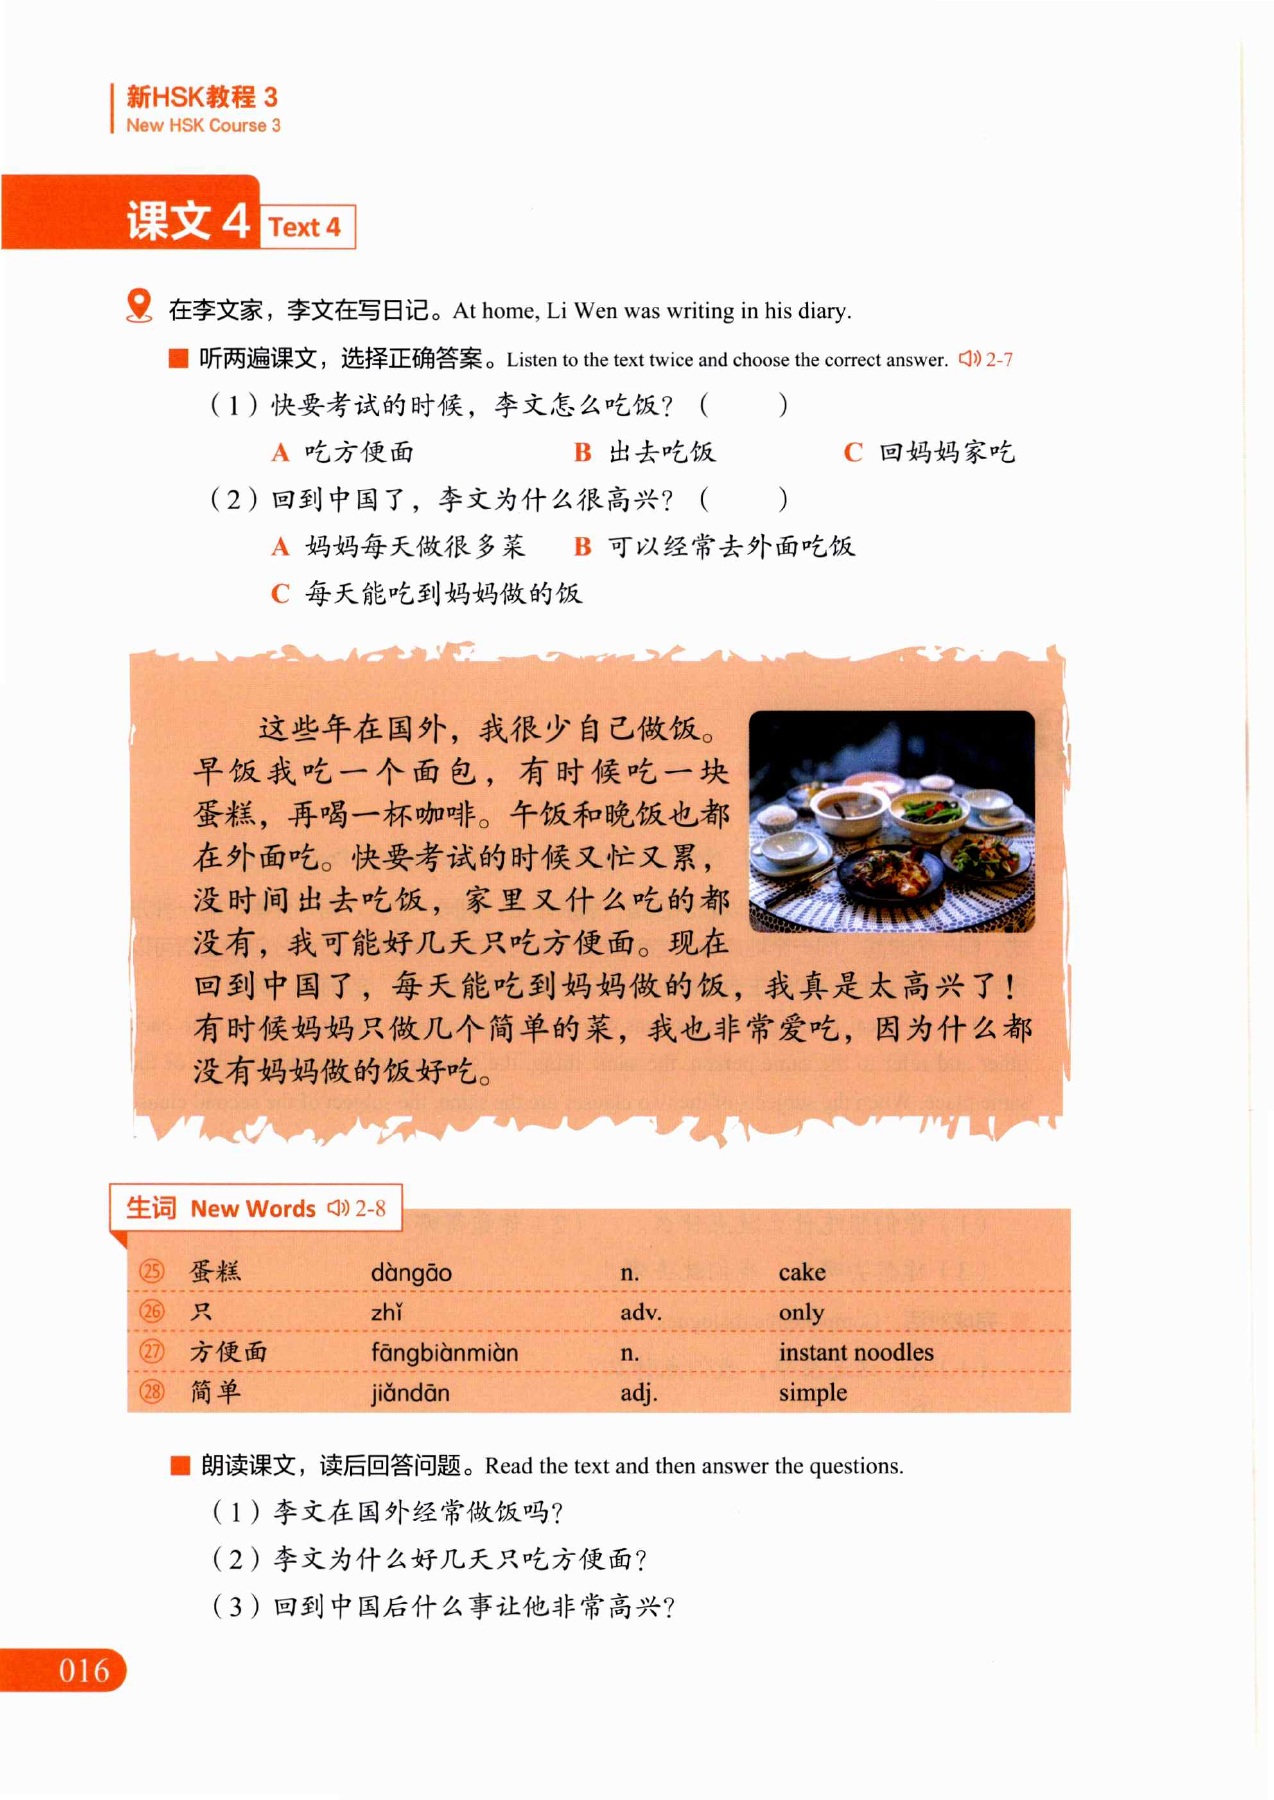 新HSK教程 3
New HSK Course 3
课文 4 Text 4
在李文家，李文在写日记。At home, Li Wen was writing in his diary.
听两遍课文，选择正确答案。Listen to the text twice and choose the correct answer. 2-7
（1）快要考试的时候，李文怎么吃饭？（　　）
A 吃方便面 B 出去吃饭 C 回妈妈家吃
（2）回到中国了，李文为什么很高兴？（　　）
A 妈妈每天做很多菜 B 可以经常去外面吃饭
C 每天能吃到妈妈做的饭
这些年在国外，我很少自己做饭。
早饭我吃一个面包，有时候吃一块
蛋糕，再喝一杯咖啡。午饭和晚饭也都
在外面吃。快要考试的时候又忙又累，
没时间出去吃饭，家里又什么吃的都
没有，我可能好几天只吃方便面。现在
回到中国了，每天能吃到妈妈做的饭，我真是太高兴了！
有时候妈妈只做几个简单的菜，我也非常爱吃，因为什么都
没有妈妈做的饭好吃。
生词 New Words 2-8
㉕ 蛋糕 dàngāo n. cake
㉖ 只 zhǐ adv. only
㉗ 方便面 fāngbiànmiàn n. instant noodles
㉘ 简单 jiǎndān adj. simple
朗读课文，读后回答问题。Read the text and then answer the questions.
（1）李文在国外经常做饭吗？
（2）李文为什么好几天只吃方便面？
（3）回到中国后什么事让他非常高兴？
016